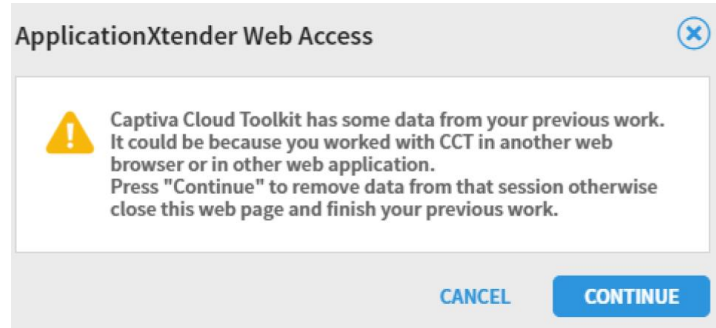 ApplicationXtender Web Access
Captiva Cloud Toolkit has some data from your previous work.
It could be because you worked with CCT in another web
browser or in other web application.
Press "Continue" to remove data from that session otherwise
close this web page and finish your previous work.
CANCEL
CONTINUE